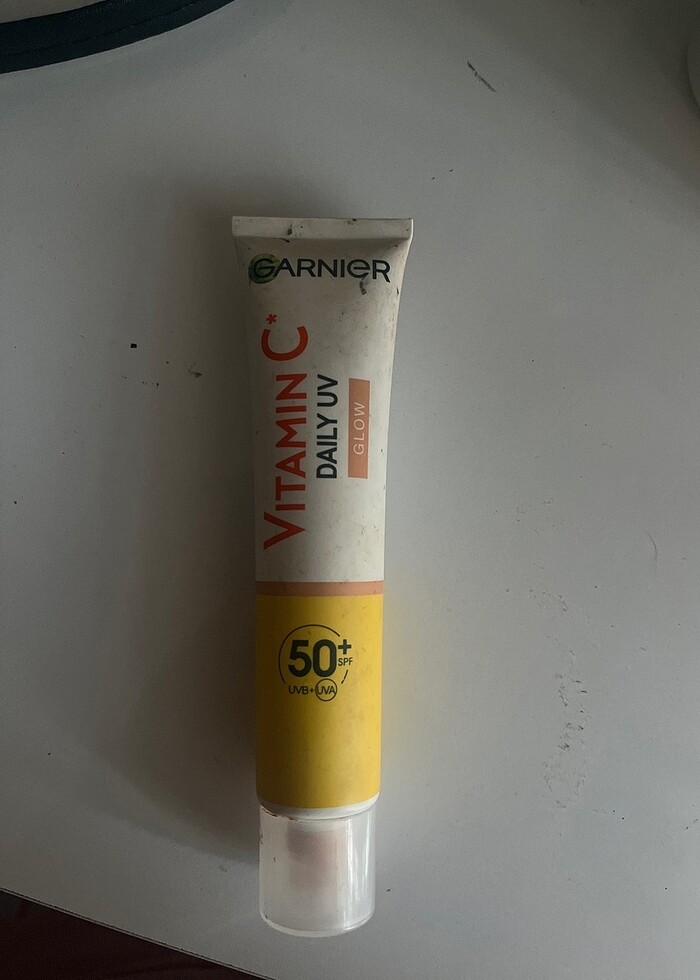 GARNIER
VITAMIN C*
DAILY UV
GLOW
50+
SPF
UVB+UVA